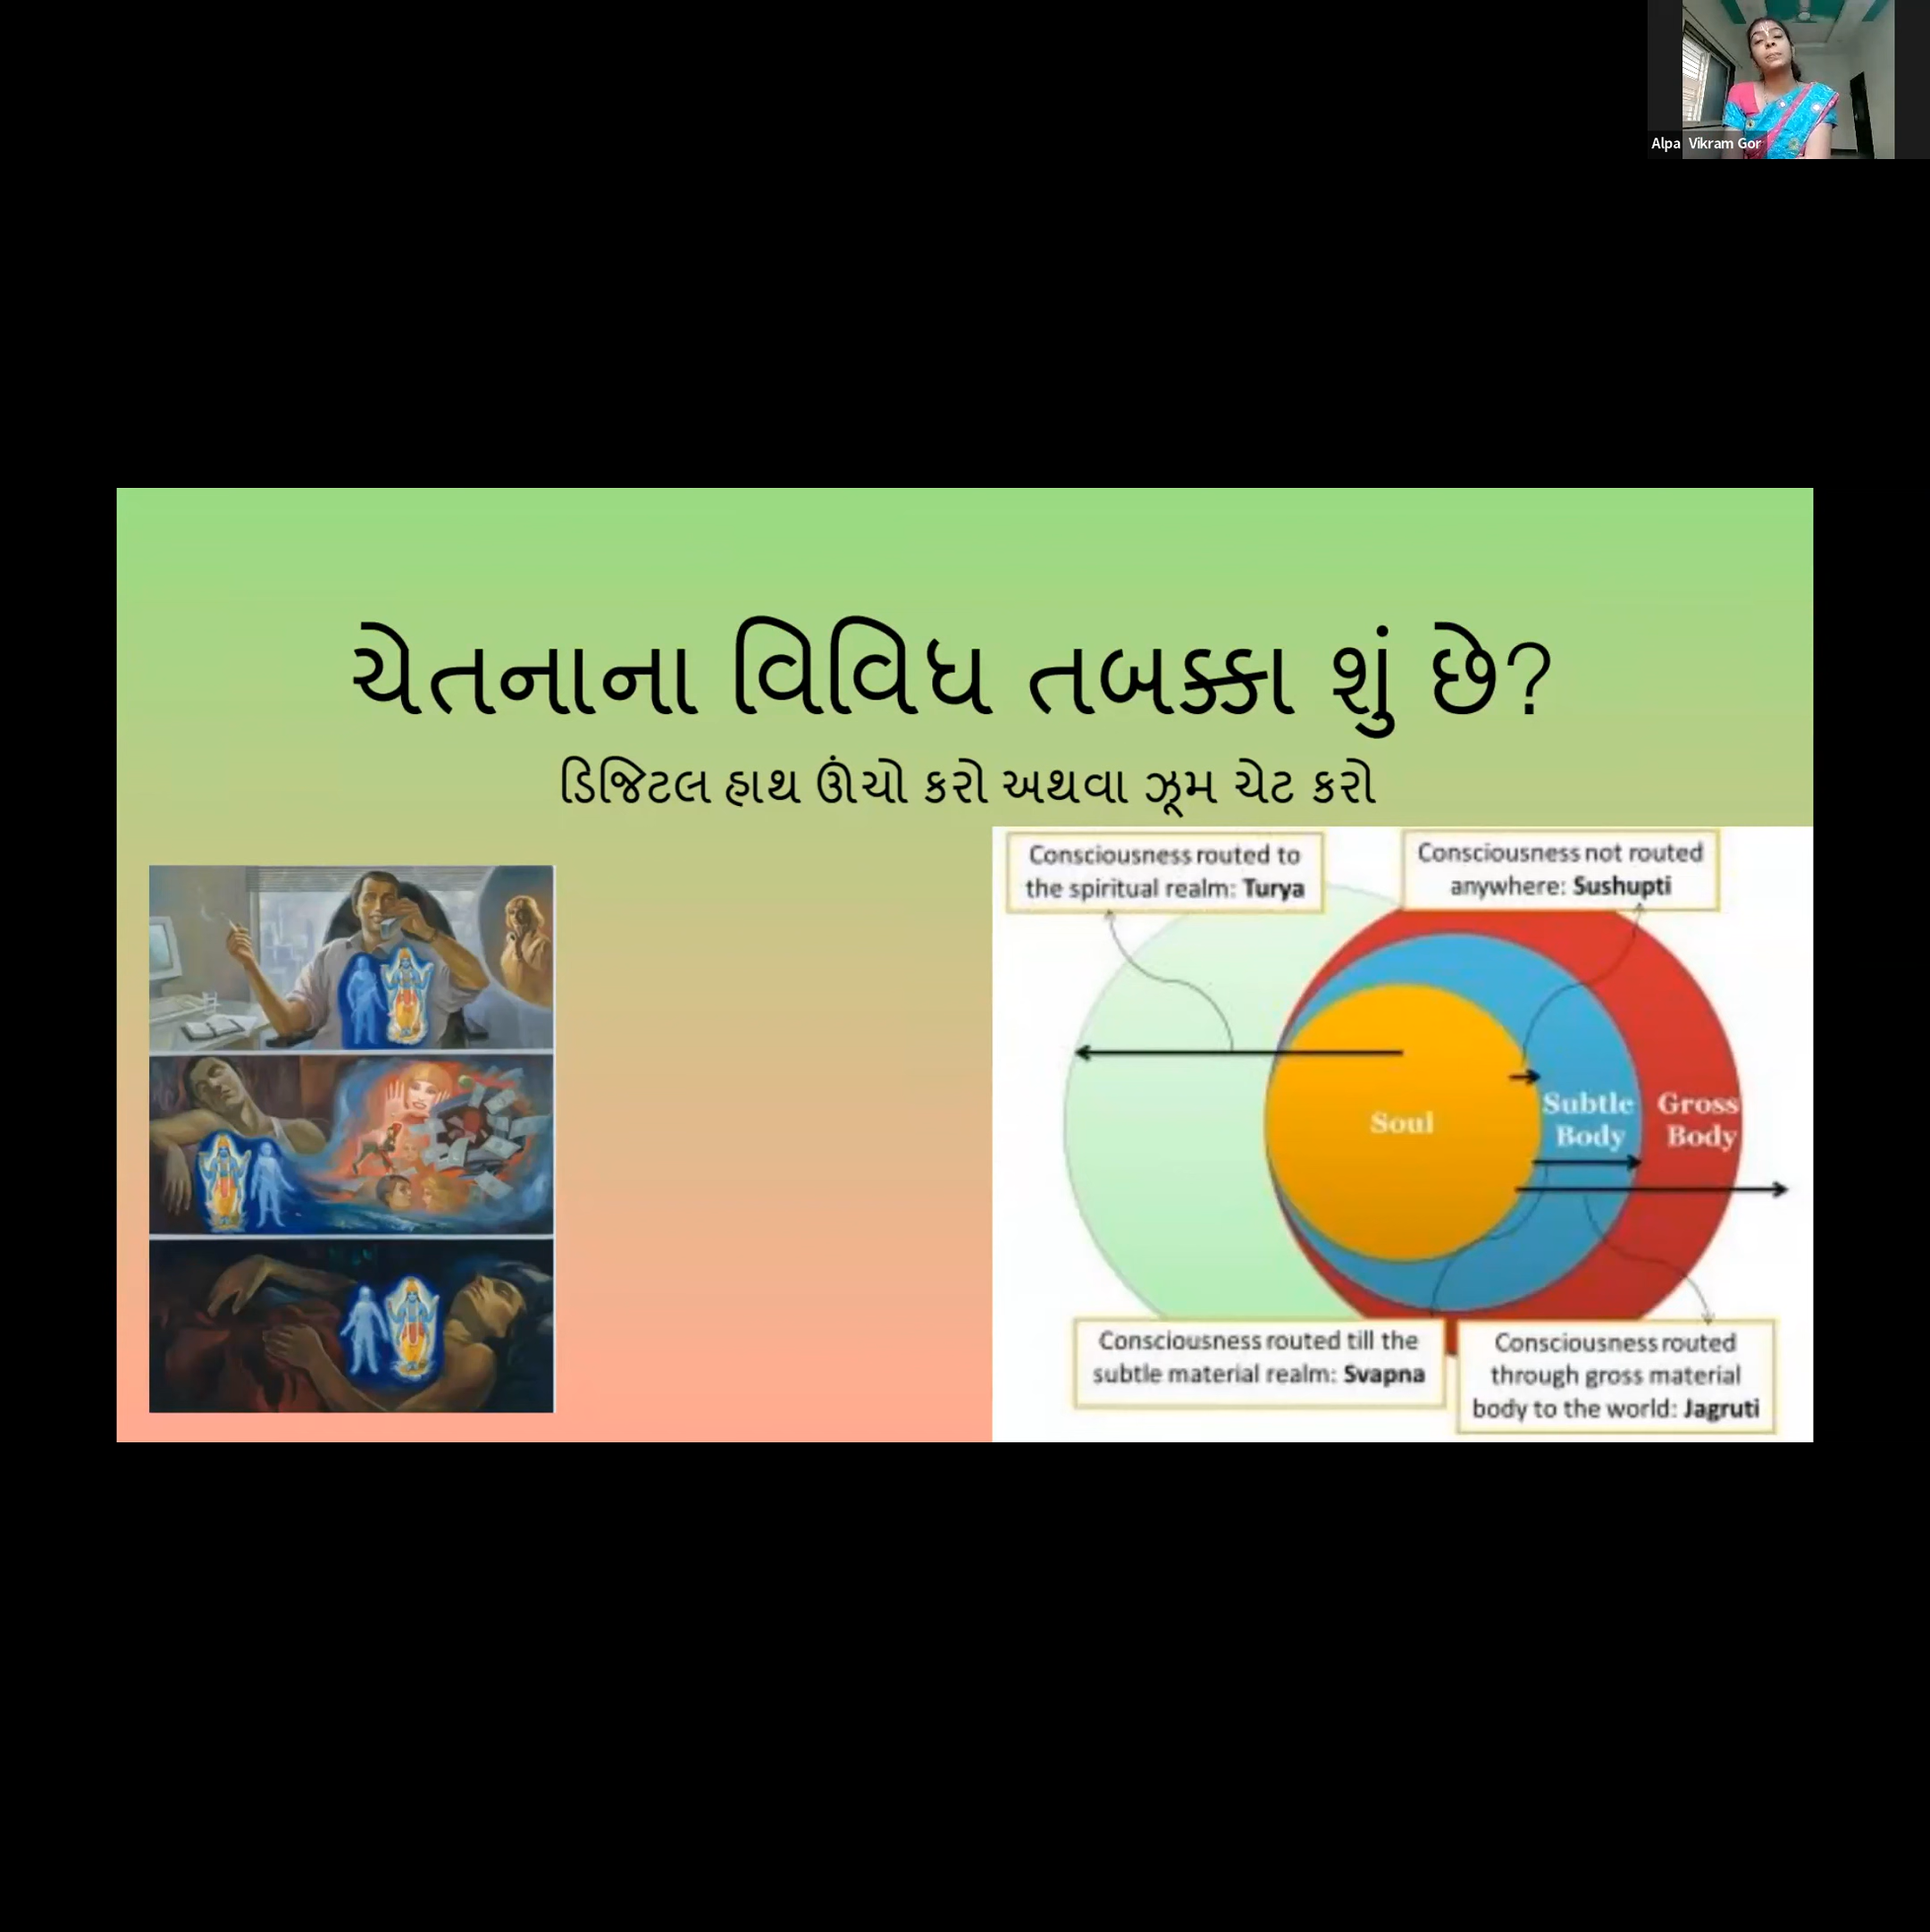 Alpa Vikram Gor
ચેતનાના વિવિધ તબક્કા શું છે?
ડિજિટલ હાથ ઊંચો કરો અથવા ઝૂમ ચેટ કરો
Consciousness routed to
the spiritual realm: Turya
Consciousness not routed
anywhere: Sushupti
Soul
Subtle
Body
Gross
Body
Consciousness routed till the
subtle material realm: Svapna
Consciousness routed
through gross material
body to the world: Jagruti